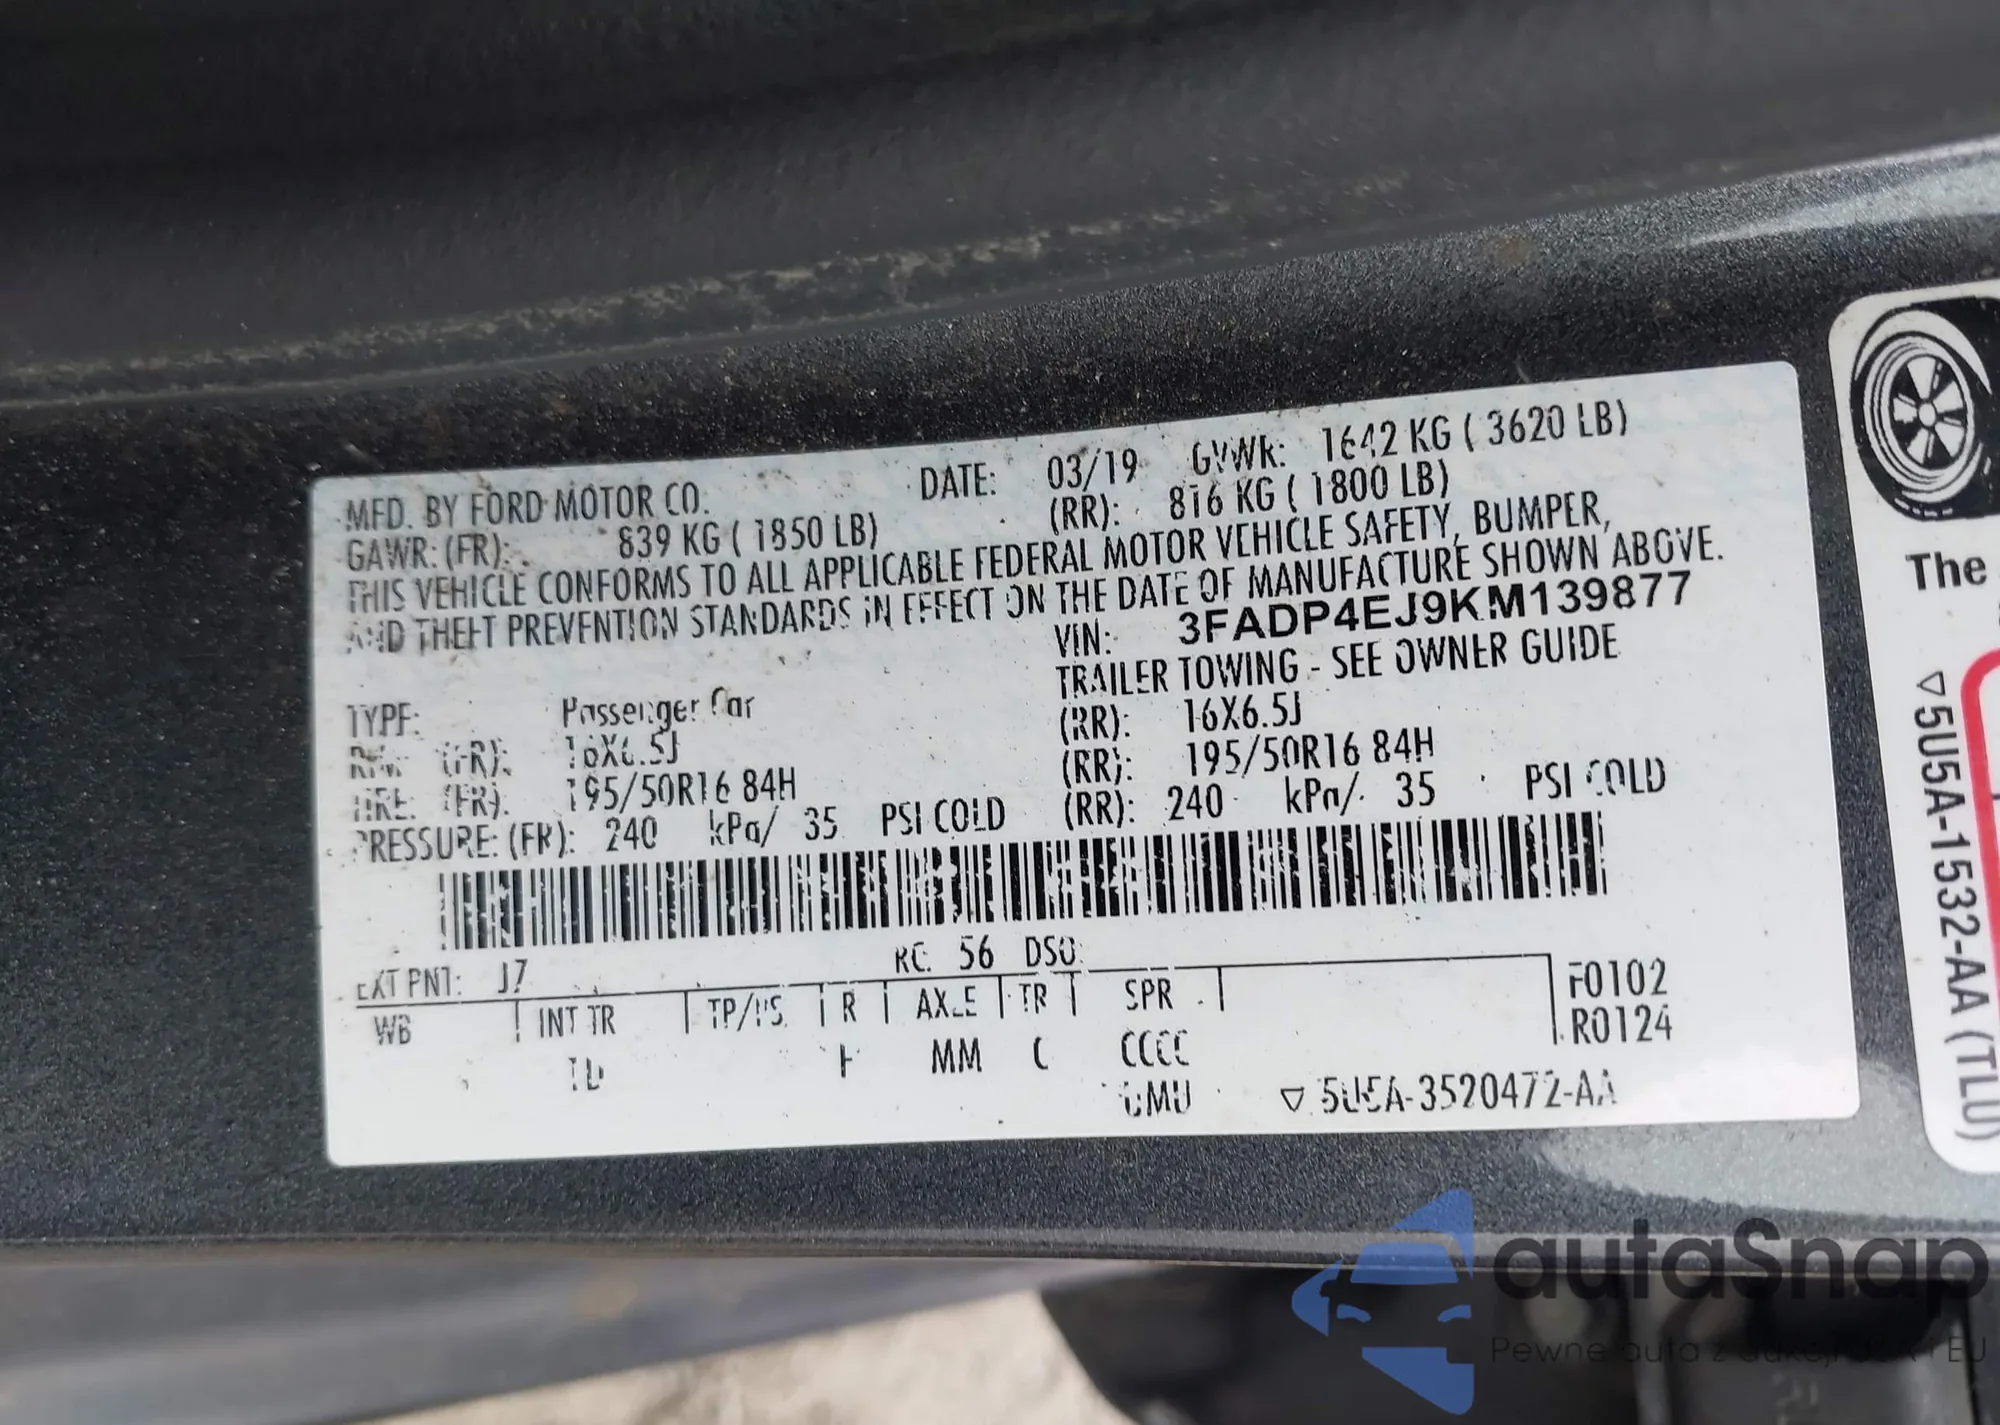 MFD. BY FORD MOTOR CO. DATE: 03/19 GVWR: 1642 KG ( 3620 LB)
GAWR: (FR): 839 KG ( 1850 LB) (RR): 816 KG ( 1800 LB)
THIS VEHICLE CONFORMS TO ALL APPLICABLE FEDERAL MOTOR VEHICLE SAFETY, BUMPER,
AND THEFT PREVENTION STANDARDS IN EFFECT ON THE DATE OF MANUFACTURE SHOWN ABOVE.
VIN: 3FADP4EJ9KM139877
TYPE: Passenger Car TRAILER TOWING - SEE OWNER GUIDE
RIM: (FR): 16X6.5J (RR): 16X6.5J
TIRE: (FR): 195/50R16 84H (RR): 195/50R16 84H
PRESSURE: (FR): 240 kPa/ 35 PSI COLD (RR): 240 kPa/ 35 PSI COLD
EXT PNT: J7 RC: 56 DSO:
WB INT TR TP/PS R AXLE TR SPR F0102
MM C CCCC R0124
5U5A-3520472-AA
The
5U5A-1532-AA (TLU)
autaSnap
Pewne auta z